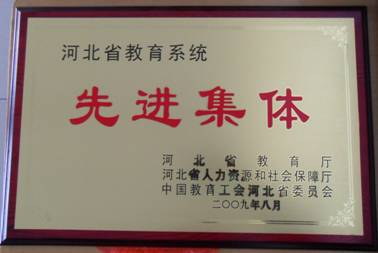 河北省教育系统
先进集体
河北省教育厅
河北省人力资源和社会保障厅
中国教育工会河北省委员会
二〇〇九年八月